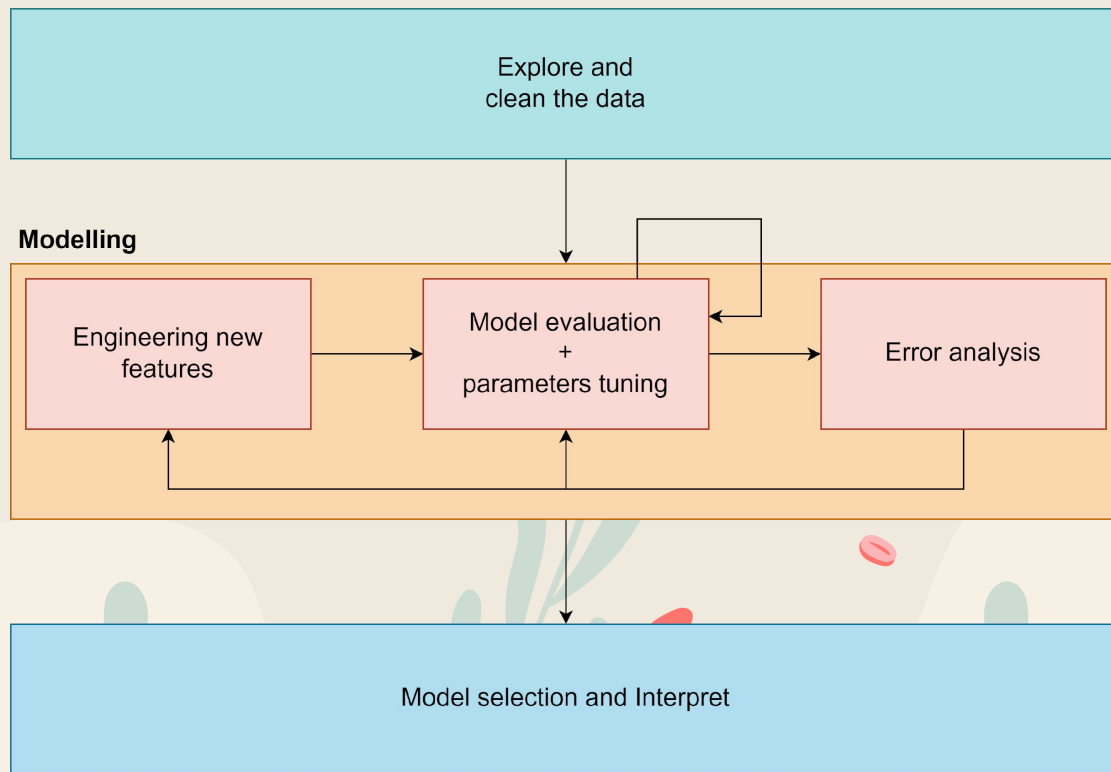 Explore and
clean the data
Modelling
Engineering new
features
Model evaluation
+
parameters tuning
Error analysis
Model selection and Interpret